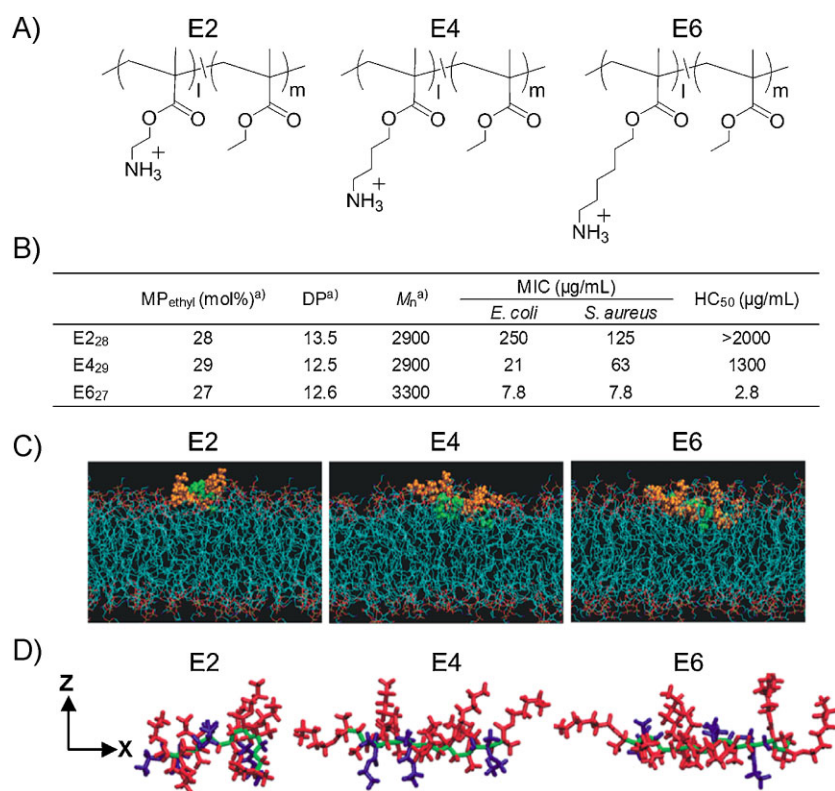 A) E2 E4 E6
l m l m l m
O O O O O O O O O O O O
+ NH3 + NH3 + NH3
B)
MPethyl (mol%)a) DPa) Mna) MIC (µg/mL) HC50 (µg/mL)
E. coli S. aureus
E228 28 13.5 2900 250 125 >2000
E429 29 12.5 2900 21 63 1300
E627 27 12.6 3300 7.8 7.8 2.8
C) E2 E4 E6
D) E2 E4 E6
Z
X